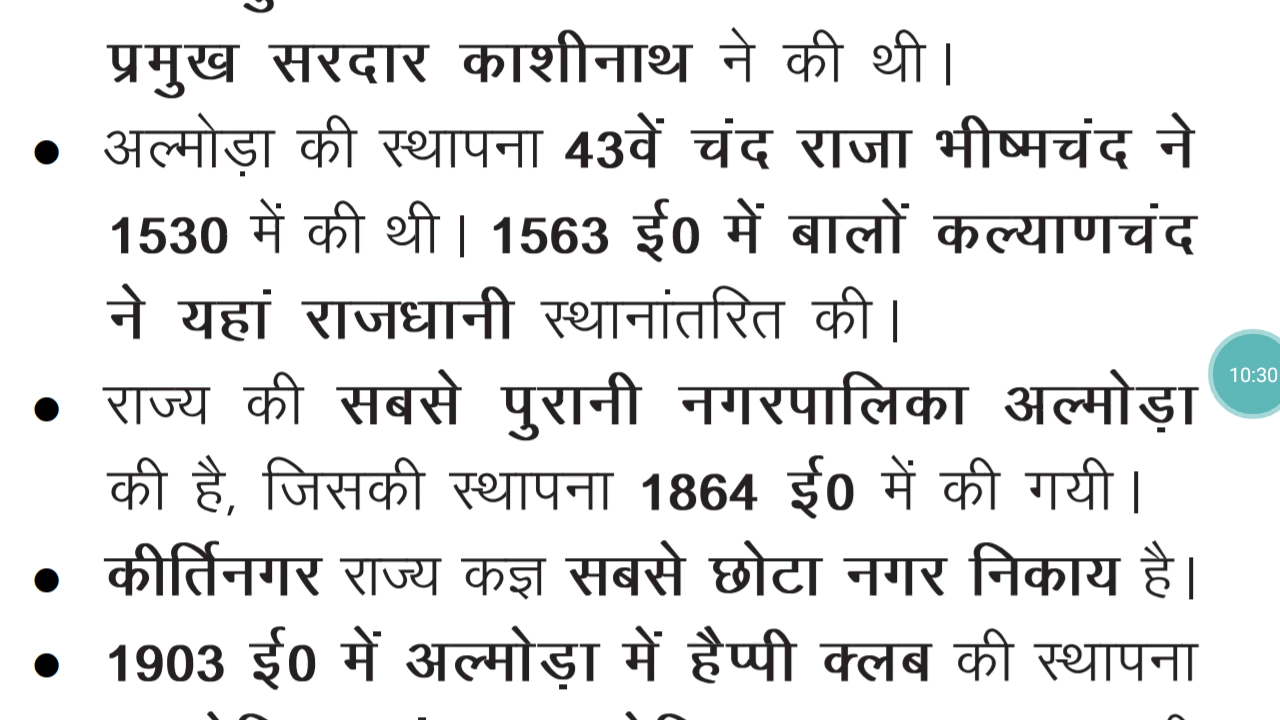 प्रमुख सरदार काशीनाथ ने की थी।
● अल्मोड़ा की स्थापना 43वें चंद राजा भीष्मचंद ने
1530 में की थी। 1563 ई0 में बालों कल्याणचंद
ने यहां राजधानी स्थानांतरित की।
10:30
● राज्य की सबसे पुरानी नगरपालिका अल्मोड़ा
की है, जिसकी स्थापना 1864 ई0 में की गयी।
● कीर्तिनगर राज्य कज्ञ सबसे छोटा नगर निकाय है।
● 1903 ई0 में अल्मोड़ा में हैप्पी क्लब की स्थापना